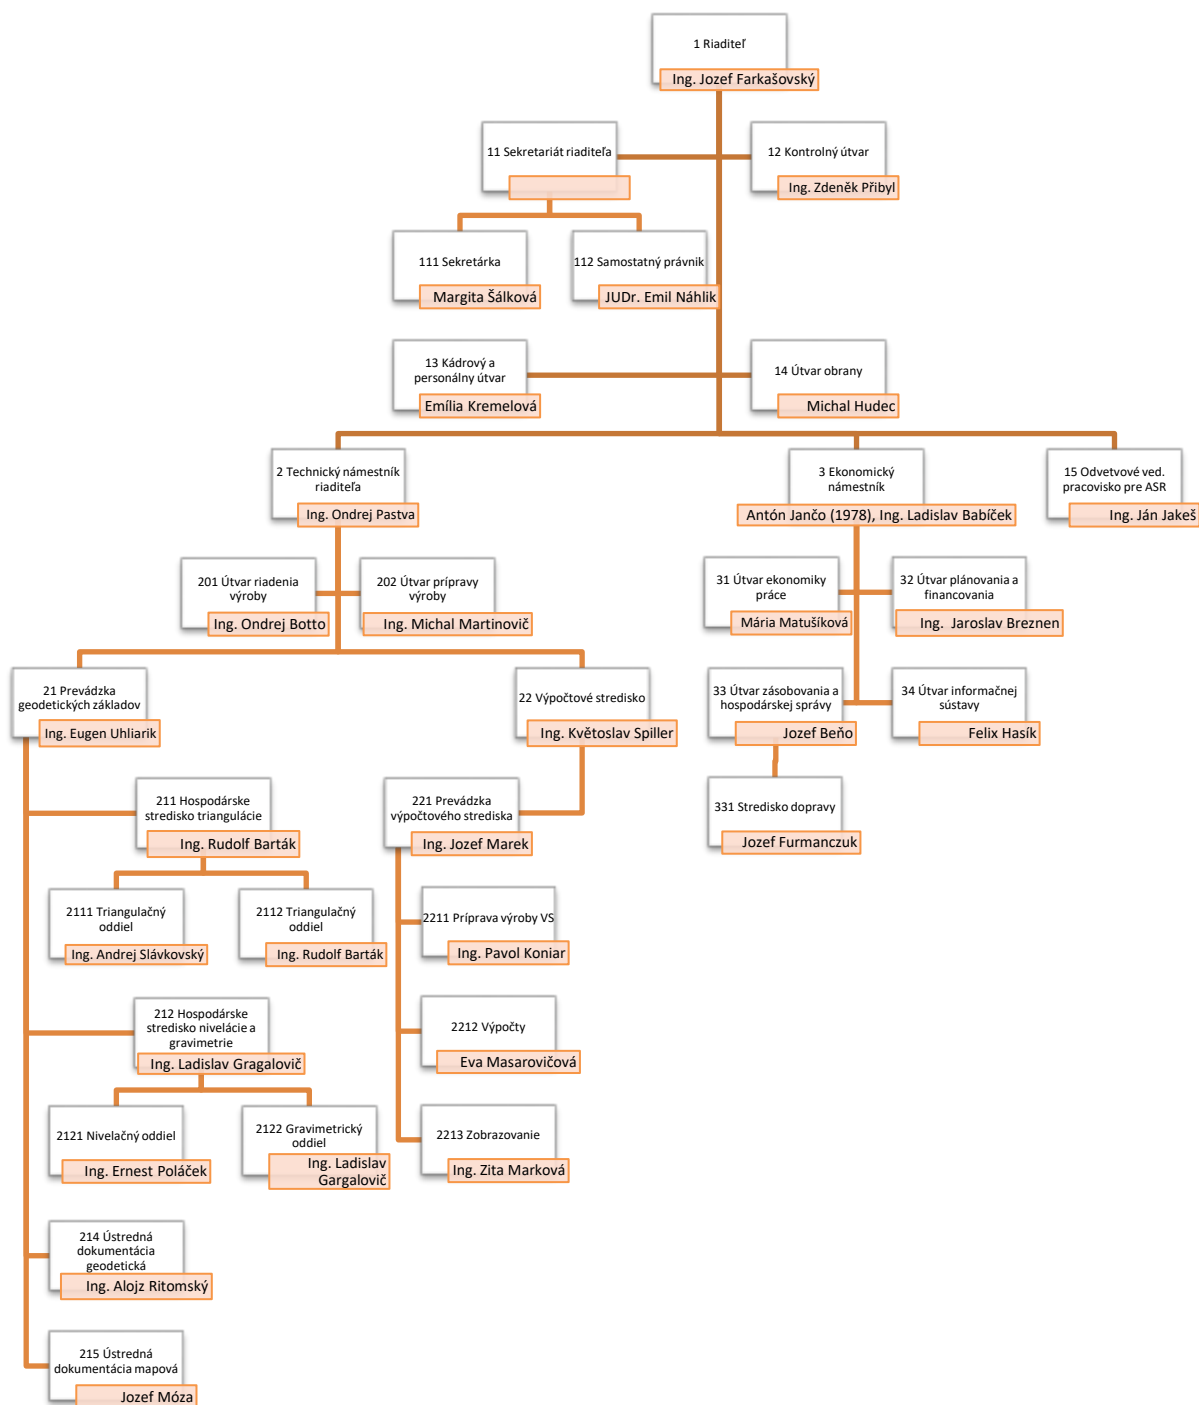 1 Riaditeľ
Ing. Jozef Farkašovský
11 Sekretariát riaditeľa
12 Kontrolný útvar
Ing. Zdeněk Přibyl
111 Sekretárka
Margita Šálková
112 Samostatný právnik
JUDr. Emil Náhlik
13 Kádrový a
personálny útvar
Emília Kremelová
14 Útvar obrany
Michal Hudec
2 Technický námestník
riaditeľa
Ing. Ondrej Pastva
3 Ekonomický
námestník
Antón Jančo (1978), Ing. Ladislav Babíček
15 Odvetvové ved.
pracovisko pre ASR
Ing. Ján Jakeš
201 Útvar riadenia
výroby
Ing. Ondrej Botto
202 Útvar prípravy
výroby
Ing. Michal Martinovič
31 Útvar ekonomiky
práce
Mária Matušíková
32 Útvar plánovania a
financovania
Ing.  Jaroslav Breznen
21 Prevádzka
geodetických základov
Ing. Eugen Uhliarik
22 Výpočtové stredisko
Ing. Květoslav Spiller
33 Útvar zásobovania a
hospodárskej správy
Jozef Beňo
34 Útvar informačnej
sústavy
Felix Hasík
211 Hospodárske
stredisko triangulácie
Ing. Rudolf Barták
221 Prevádzka
výpočtového strediska
Ing. Jozef Marek
331 Stredisko dopravy
Jozef Furmanczuk
2111 Triangulačný
oddiel
Ing. Andrej Slávkovský
2112 Triangulačný
oddiel
Ing. Rudolf Barták
2211 Príprava výroby VS
Ing. Pavol Koniar
212 Hospodárske
stredisko nivelácie a
gravimetrie
Ing. Ladislav Gragalovič
2212 Výpočty
Eva Masarovičová
2121 Nivelačný oddiel
Ing. Ernest Poláček
2122 Gravimetrický
oddiel
Ing. Ladislav
Gargalovič
2213 Zobrazovanie
Ing. Zita Marková
214 Ústredná
dokumentácia
geodetická
Ing. Alojz Ritomský
215 Ústredná
dokumentácia mapová
Jozef Móza